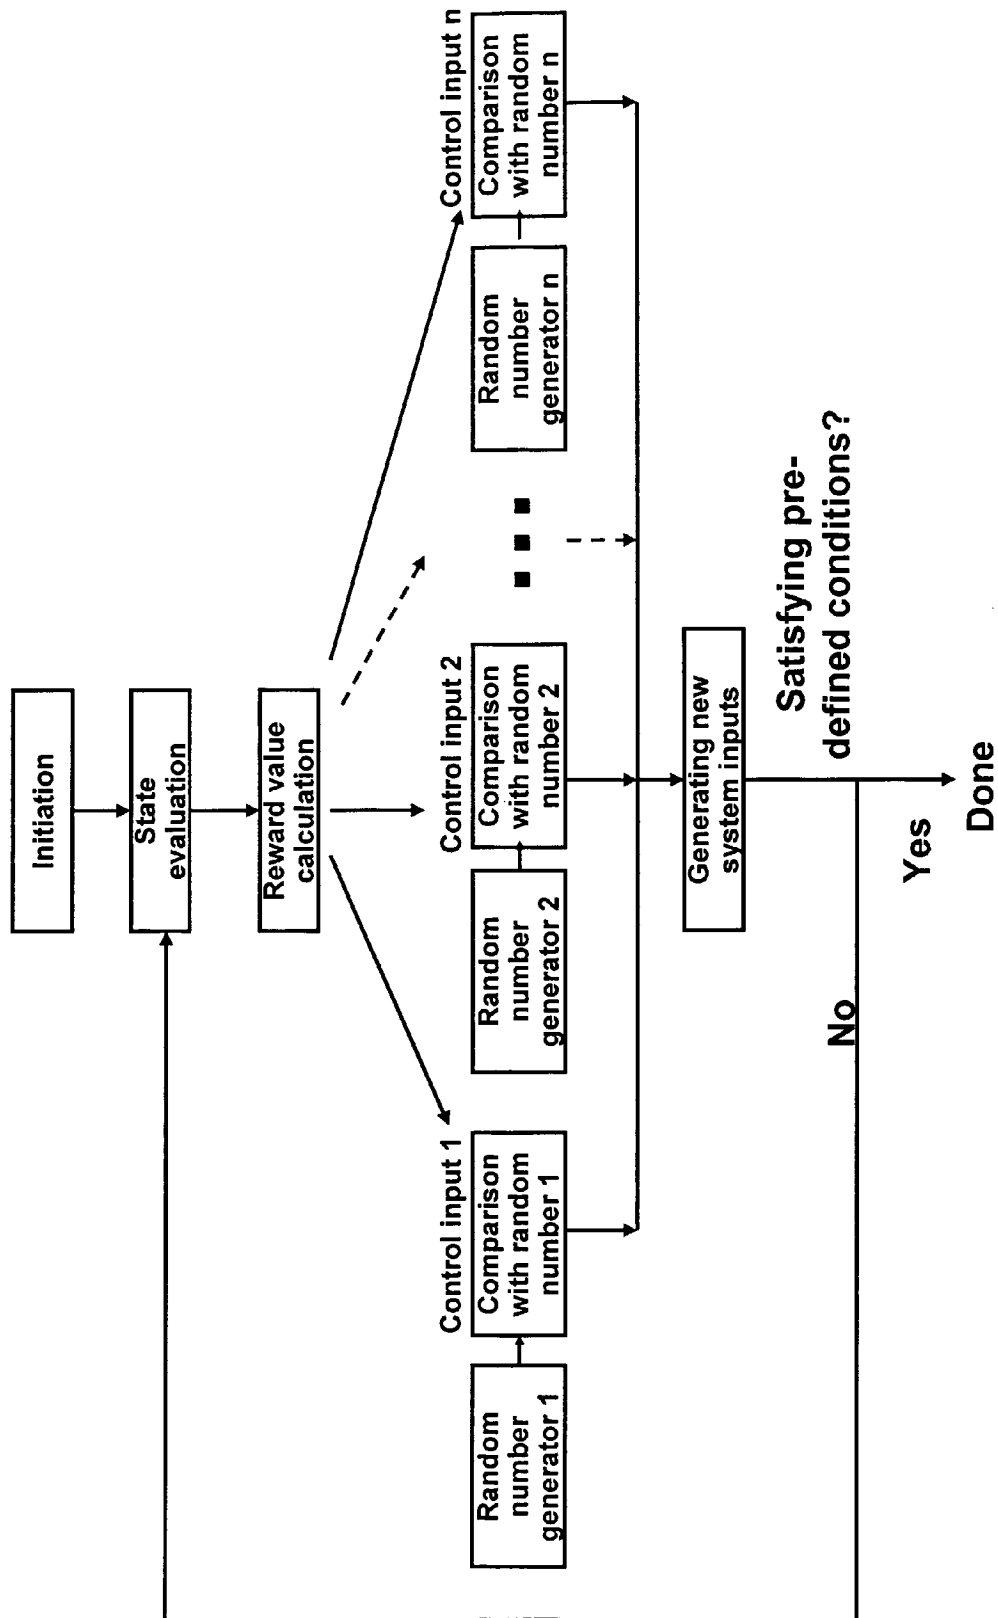 Initiation
State
evaluation
Reward value
calculation
Control input 1
Control input 2
Control input n
Random
number
generator 1
Comparison
with random
number 1
Random
number
generator 2
Comparison
with random
number 2
Random
number
generator n
Comparison
with random
number n
Generating new
system inputs
Satisfying pre-
defined conditions?
No
Yes
Done